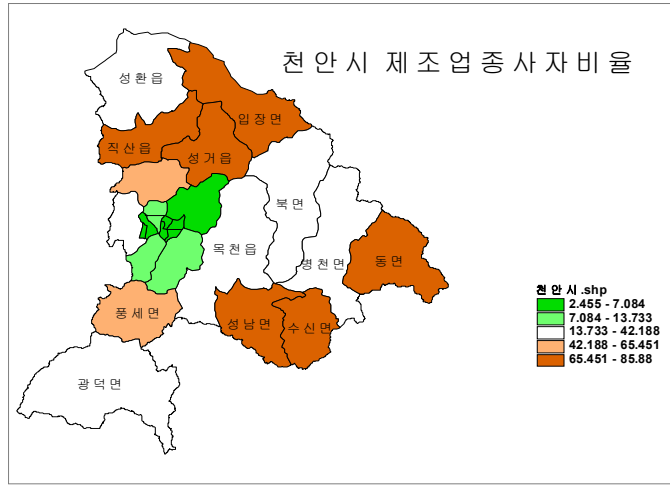 천안시 제조업종사자비율
성환읍
입장면
직산읍
성거읍
북면
목천읍
병천면
동면
풍세면
성남면
수신면
광덕면
천안시.shp
2.455 - 7.084
7.084 - 13.733
13.733 - 42.188
42.188 - 65.451
65.451 - 85.88